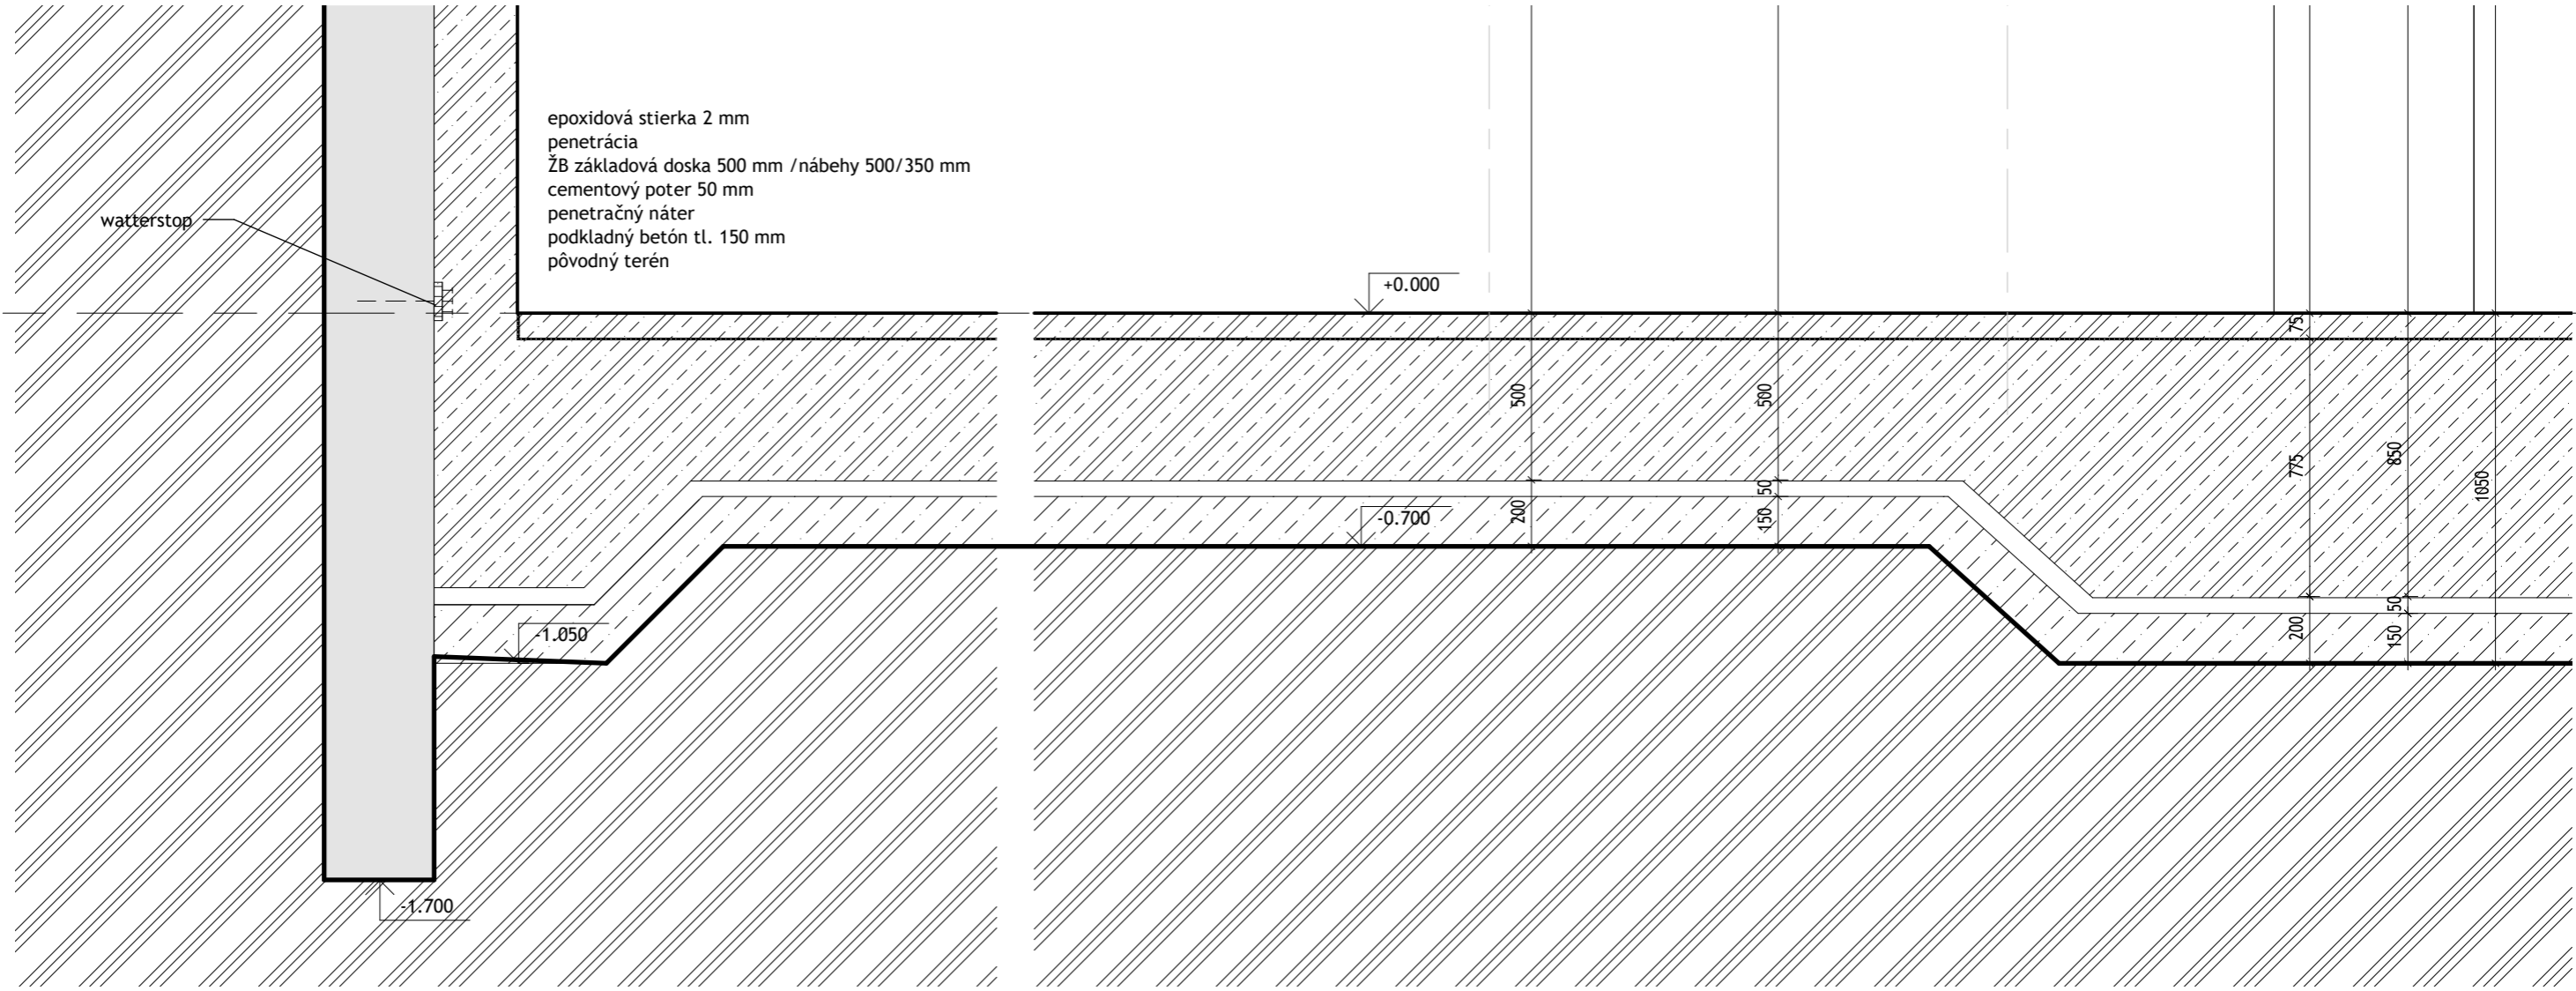 epoxidová stierka 2 mm
penetrácia
ŽB základová doska 500 mm /nábehy 500/350 mm
cementový poter 50 mm
penetračný náter
podkladný betón tl. 150 mm
pôvodný terén
watterstop
+0.000
75
500
500
775
850
1050
50
200
150
-0.700
50
200
150
-1.050
-1.700